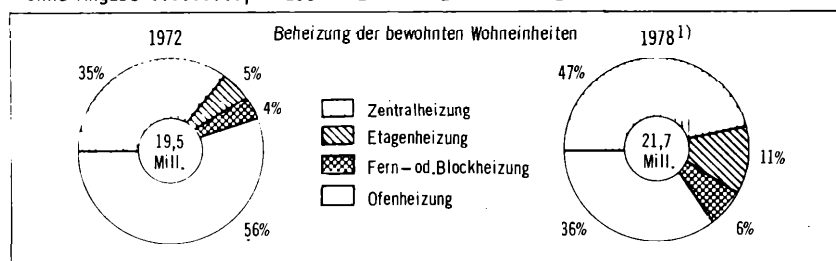 Beheizung der bewohnten Wohneinheiten
1972
1978 1)
35%
5%
4%
56%
19,5
Mill.
Zentralheizung
Etagenheizung
Fern- od. Blockheizung
Ofenheizung
47%
11%
6%
36%
21,7
Mill.